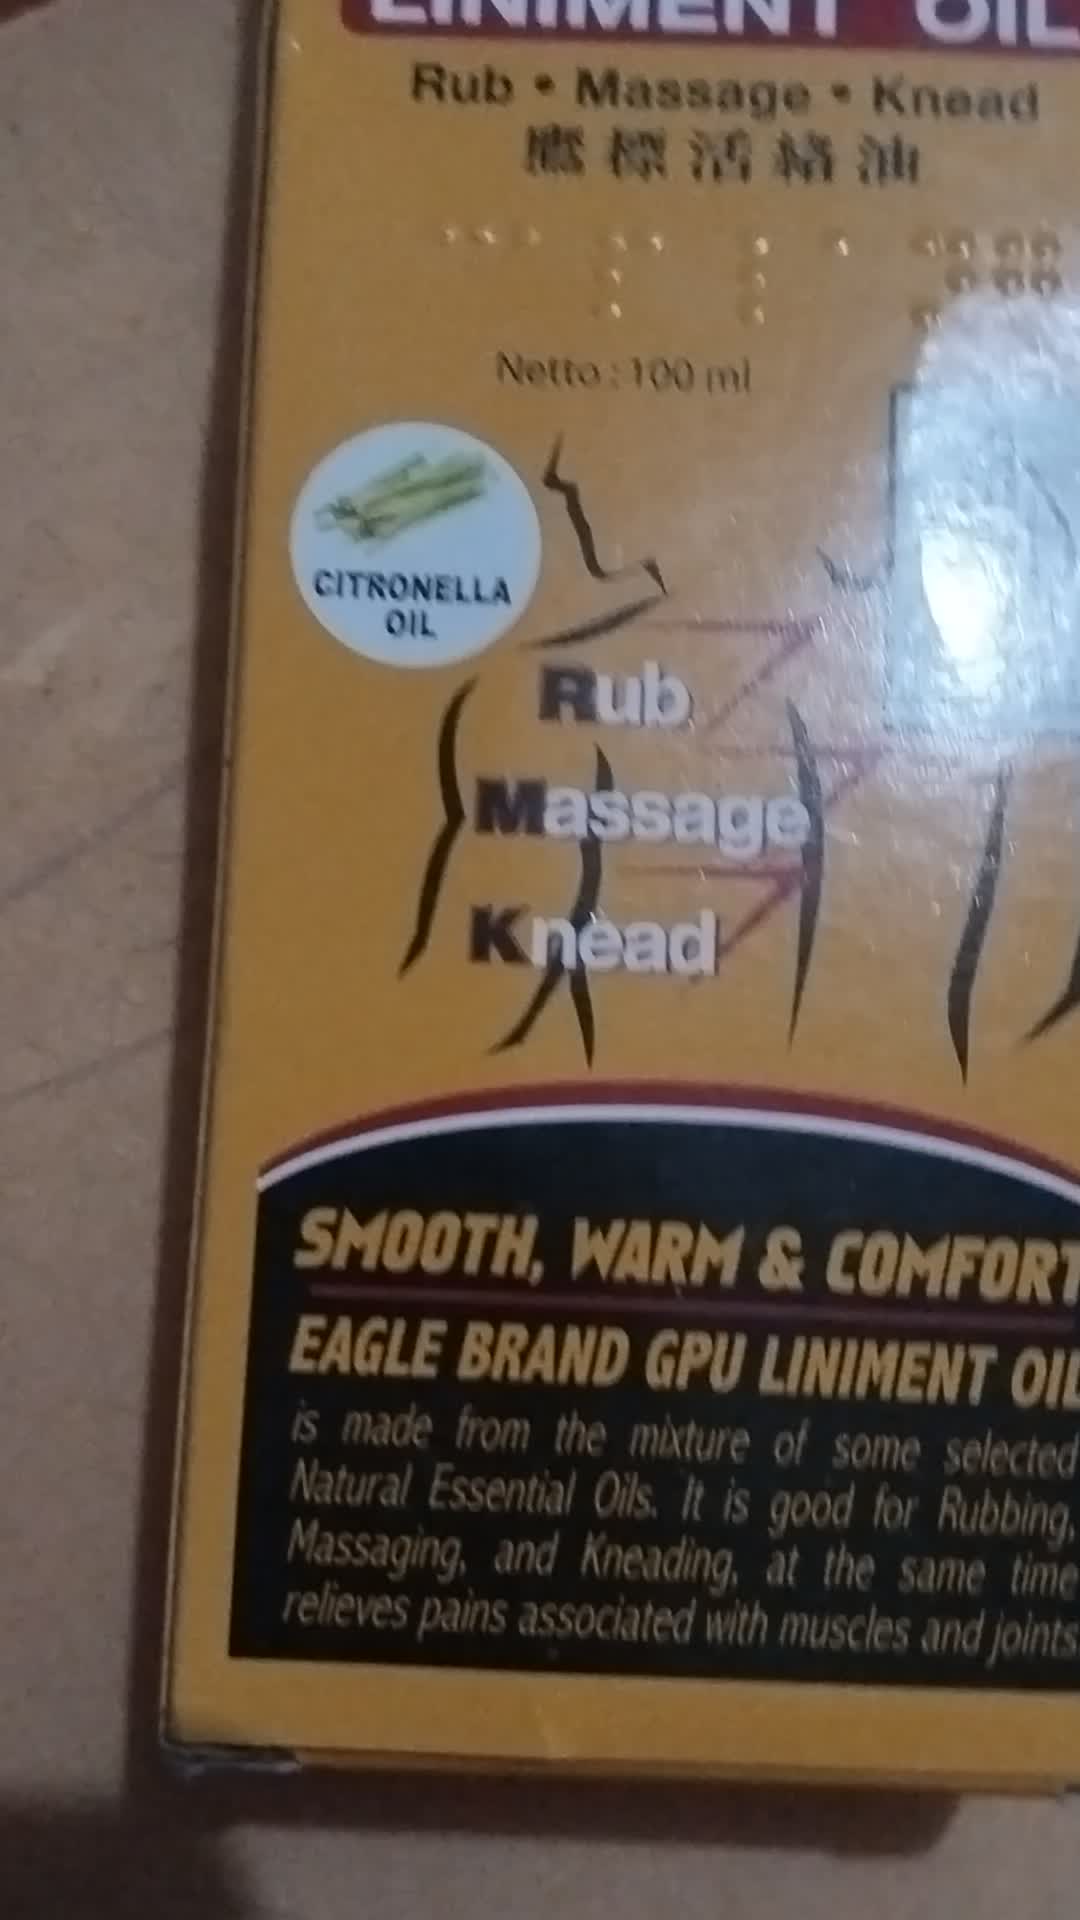 LINIMENT OIL
Rub • Massage • Knead
鷹標活絡油
Netto : 100 ml
CITRONELLA
OIL
Rub
Massage
Knead
SMOOTH, WARM & COMFORT
EAGLE BRAND GPU LINIMENT OIL
is made from the mixture of some selected
Natural Essential Oils. It is good for Rubbing,
Massaging, and Kneading, at the same time
relieves pains associated with muscles and joints